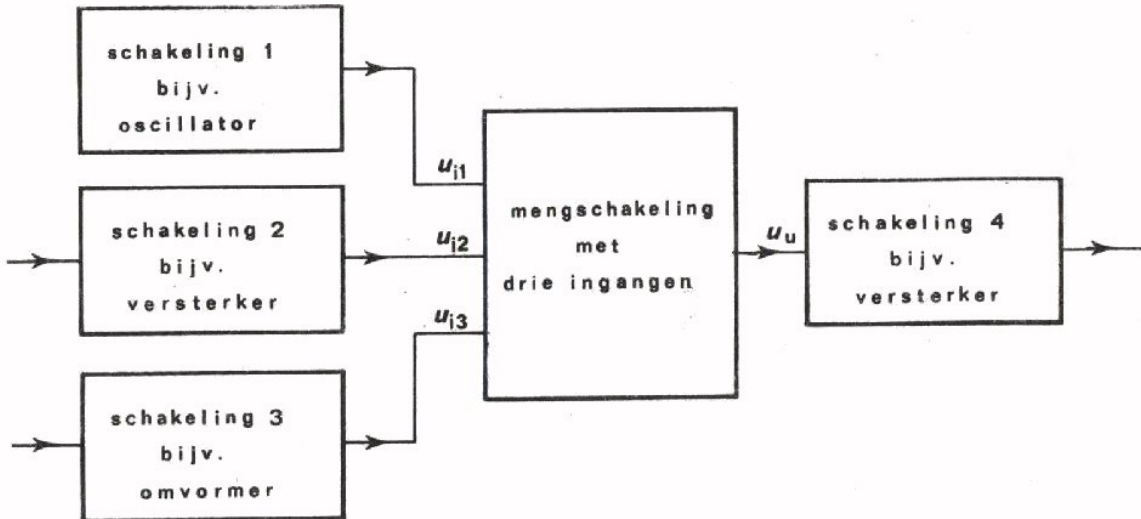 schakeling 1
bijv.
oscillator
u_i1
schakeling 2
bijv.
versterker
u_i2
u_i3
schakeling 3
bijv.
omvormer
mengschakeling
met
drie ingangen
u_u
schakeling 4
bijv.
versterker